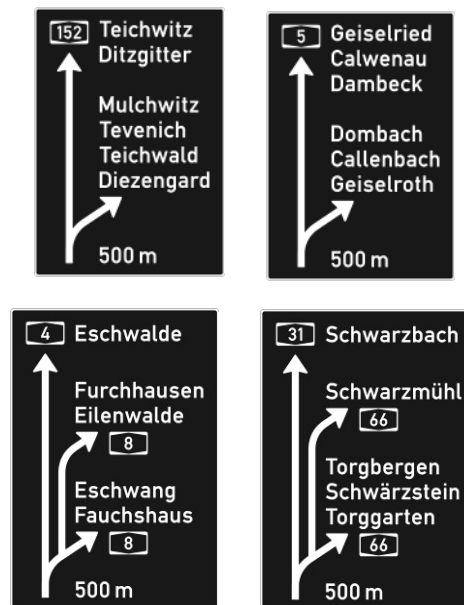 152 Teichwitz
Ditzgitter
Mulchwitz
Tevenich
Teichwald
Diezengard
500 m
5 Geiselried
Calwenau
Dambeck
Dombach
Callenbach
Geiselroth
500 m
4 Eschwalde
Furchhausen
Eilenwalde
8
Eschwang
Fauchshaus
8
500 m
31 Schwarzbach
Schwarzmühl
66
Torgbergen
Schwärzstein
Torggarten
66
500 m